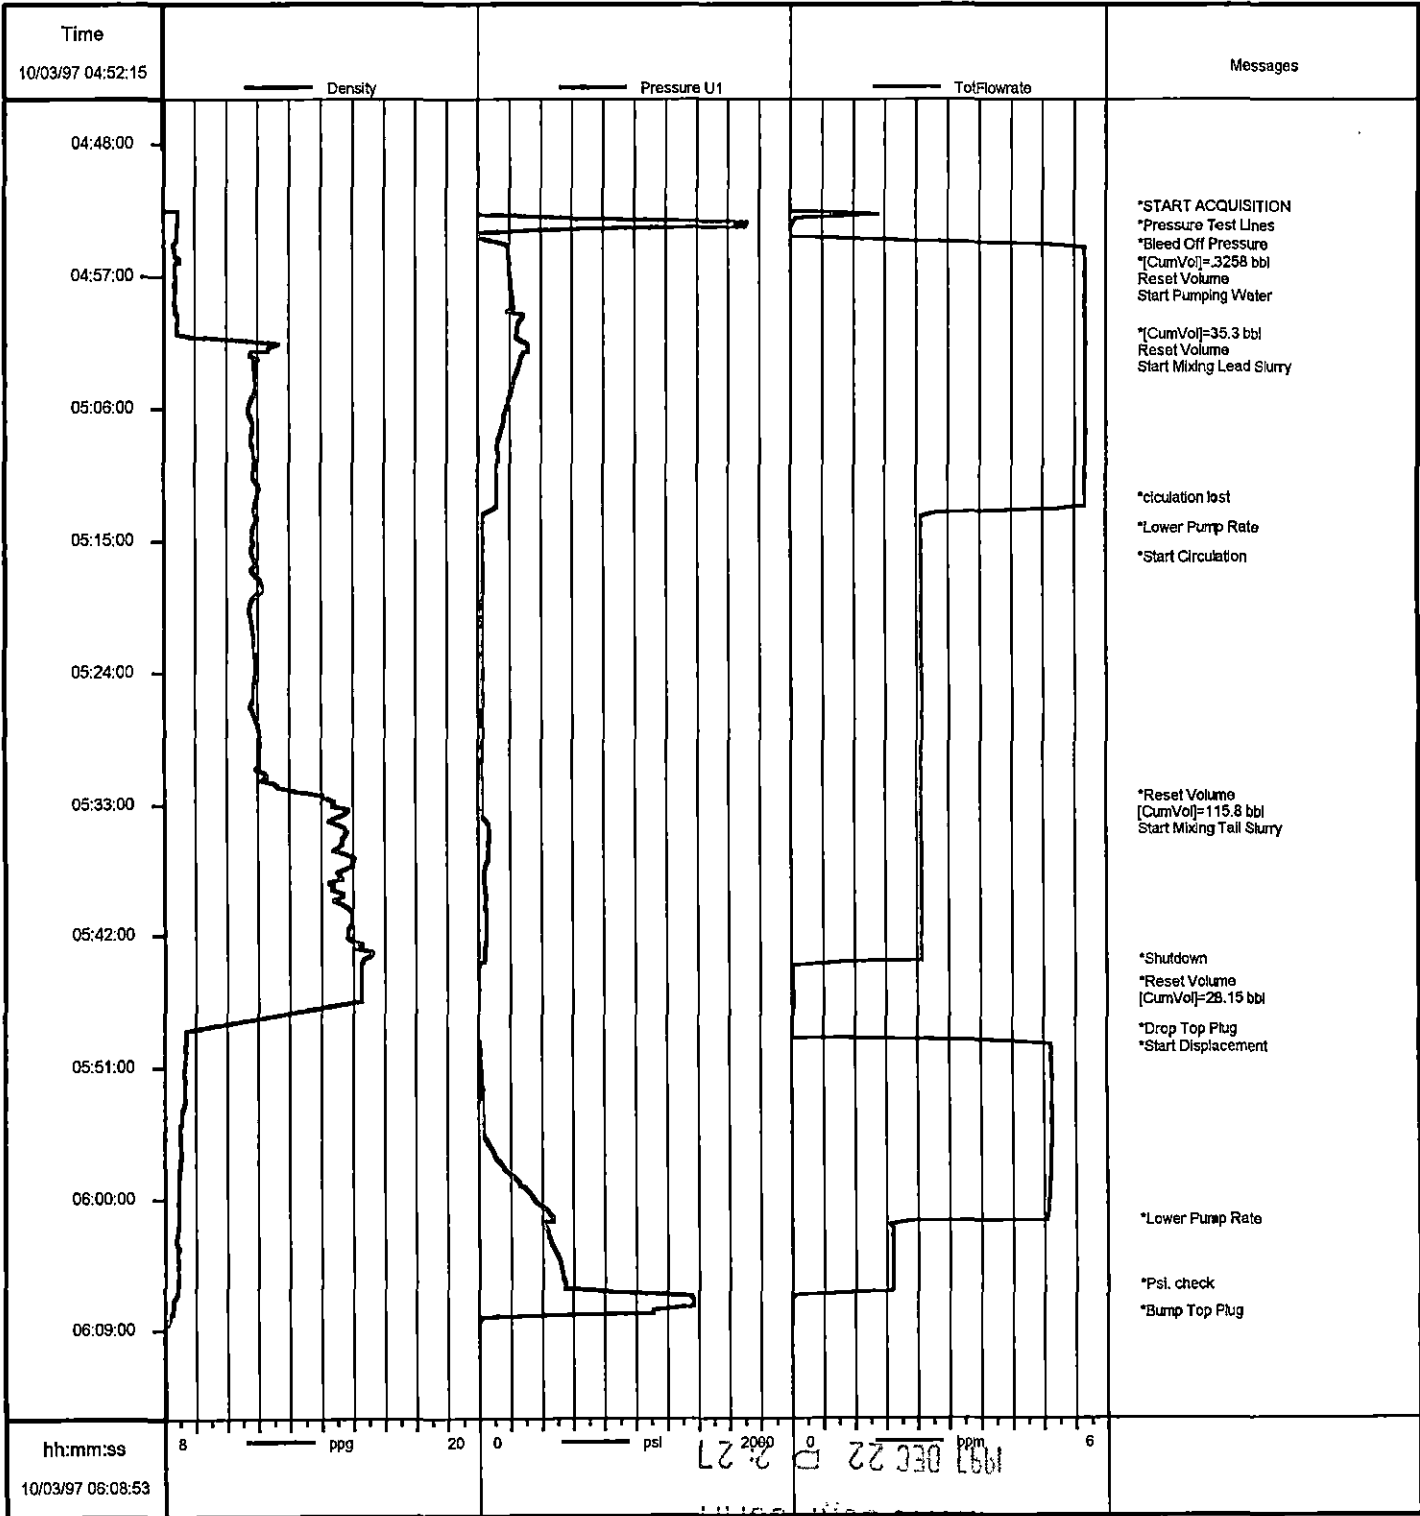 Time
10/03/97 04:52:15
Density
Pressure U1
TotFlowrate
Messages
04:48:00
*START ACQUISITION
*Pressure Test Lines
*Bleed Off Pressure
*[CumVol]=.3258 bbl
Reset Volume
Start Pumping Water
04:57:00
*[CumVol]=35.3 bbl
Reset Volume
Start Mixing Lead Slurry
05:06:00
*ciculation lost
*Lower Pump Rate
05:15:00
*Start Circulation
05:24:00
05:33:00
*Reset Volume
[CumVol]=115.8 bbl
Start Mixing Tail Slurry
05:42:00
*Shutdown
*Reset Volume
[CumVol]=28.15 bbl
*Drop Top Plug
*Start Displacement
05:51:00
06:00:00
*Lower Pump Rate
*Psi. check
*Bump Top Plug
06:09:00
hh:mm:ss
8 ppg 20
0 psi 2000
0 bpm 6
1997 DEC 22 P 2:27
10/03/97 06:08:53